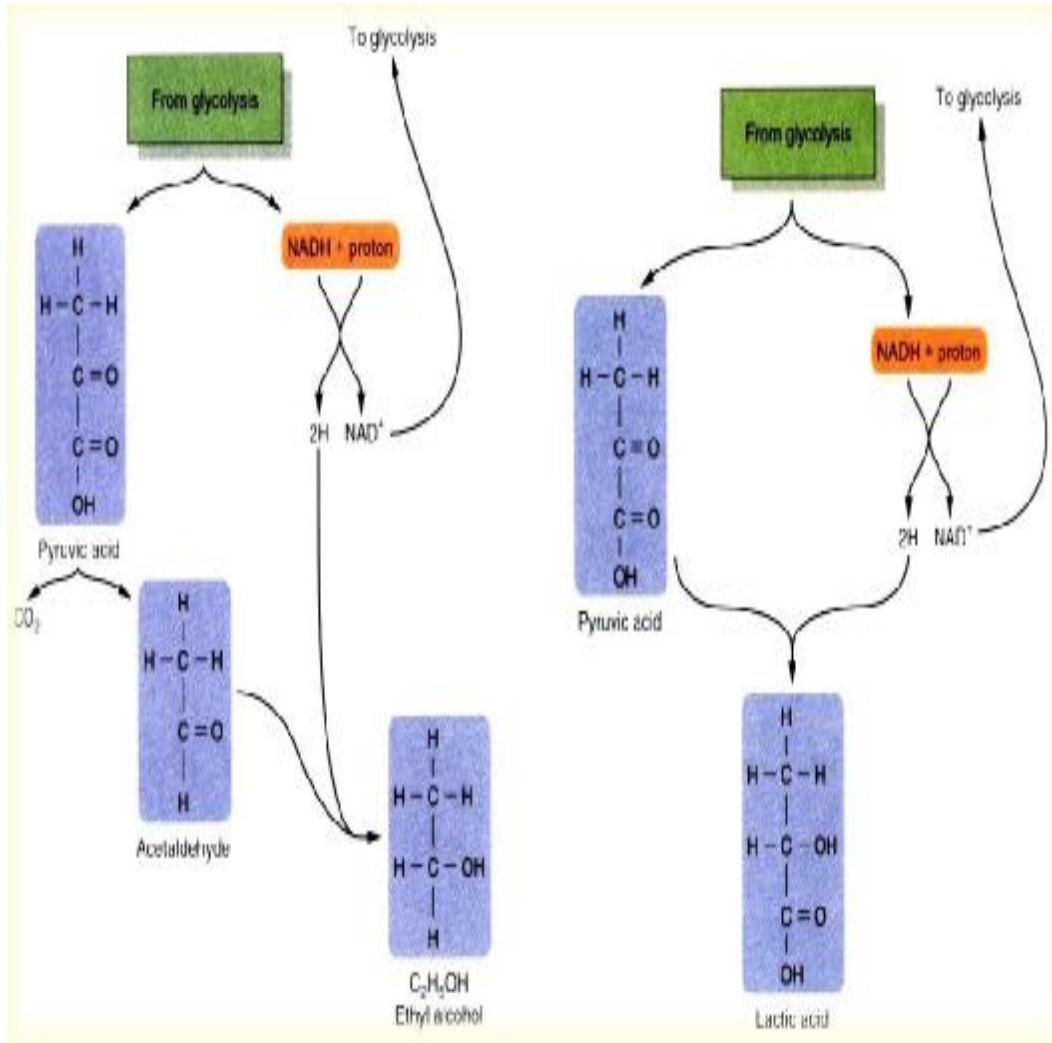 To glycolysis
From glycolysis
NADH + proton
H
H-C-H
C=O
C=O
OH
Pyruvic acid
2H NAD⁺
CO₂
H
H-C-H
C=O
H
Acetaldehyde
H
H-C-H
H-C-OH
H
C₂H₅OH
Ethyl alcohol
To glycolysis
From glycolysis
NADH + proton
H
H-C-H
C=O
C=O
OH
Pyruvic acid
2H NAD⁺
H
H-C-H
H-C-OH
C=O
OH
Lactic acid